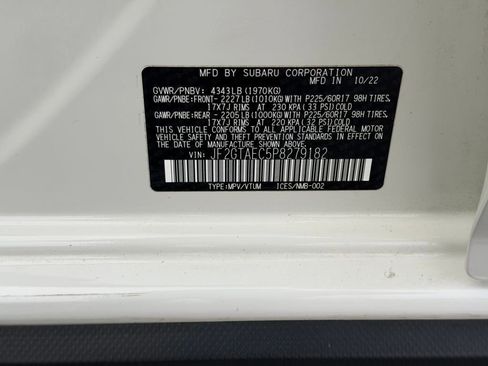 MFD BY SUBARU CORPORATION
MFD IN 10/22
GVWR/PNBV: 4343LB (1970KG)
GAWR/PNBE:FRONT- 2227LB (1010KG)WITH P225/60R17 98H TIRES.
17X7J RIMS AT 230 KPA (33 PSI)COLD
GAWR/PNBE:REAR - 2205LB (1000KG)WITH P225/60R17 98H TIRES.
17X7J RIMS AT 220 KPA (32 PSI)COLD
THIS VEHICLE CONFORMS TO ALL APPLICABLE FEDERAL MOTOR
VEHICLE SAFETY, BUMPER AND THEFT PREVENTION STANDARDS
IN EFFECT ON THE DATE OF MANUFACTURE SHOWN ABOVE.
VEHICLE IDENTIFICATION NUMBER: JF2GTAEC5P8279182
TYPE:MPV/VTUM ICES/NMB-002